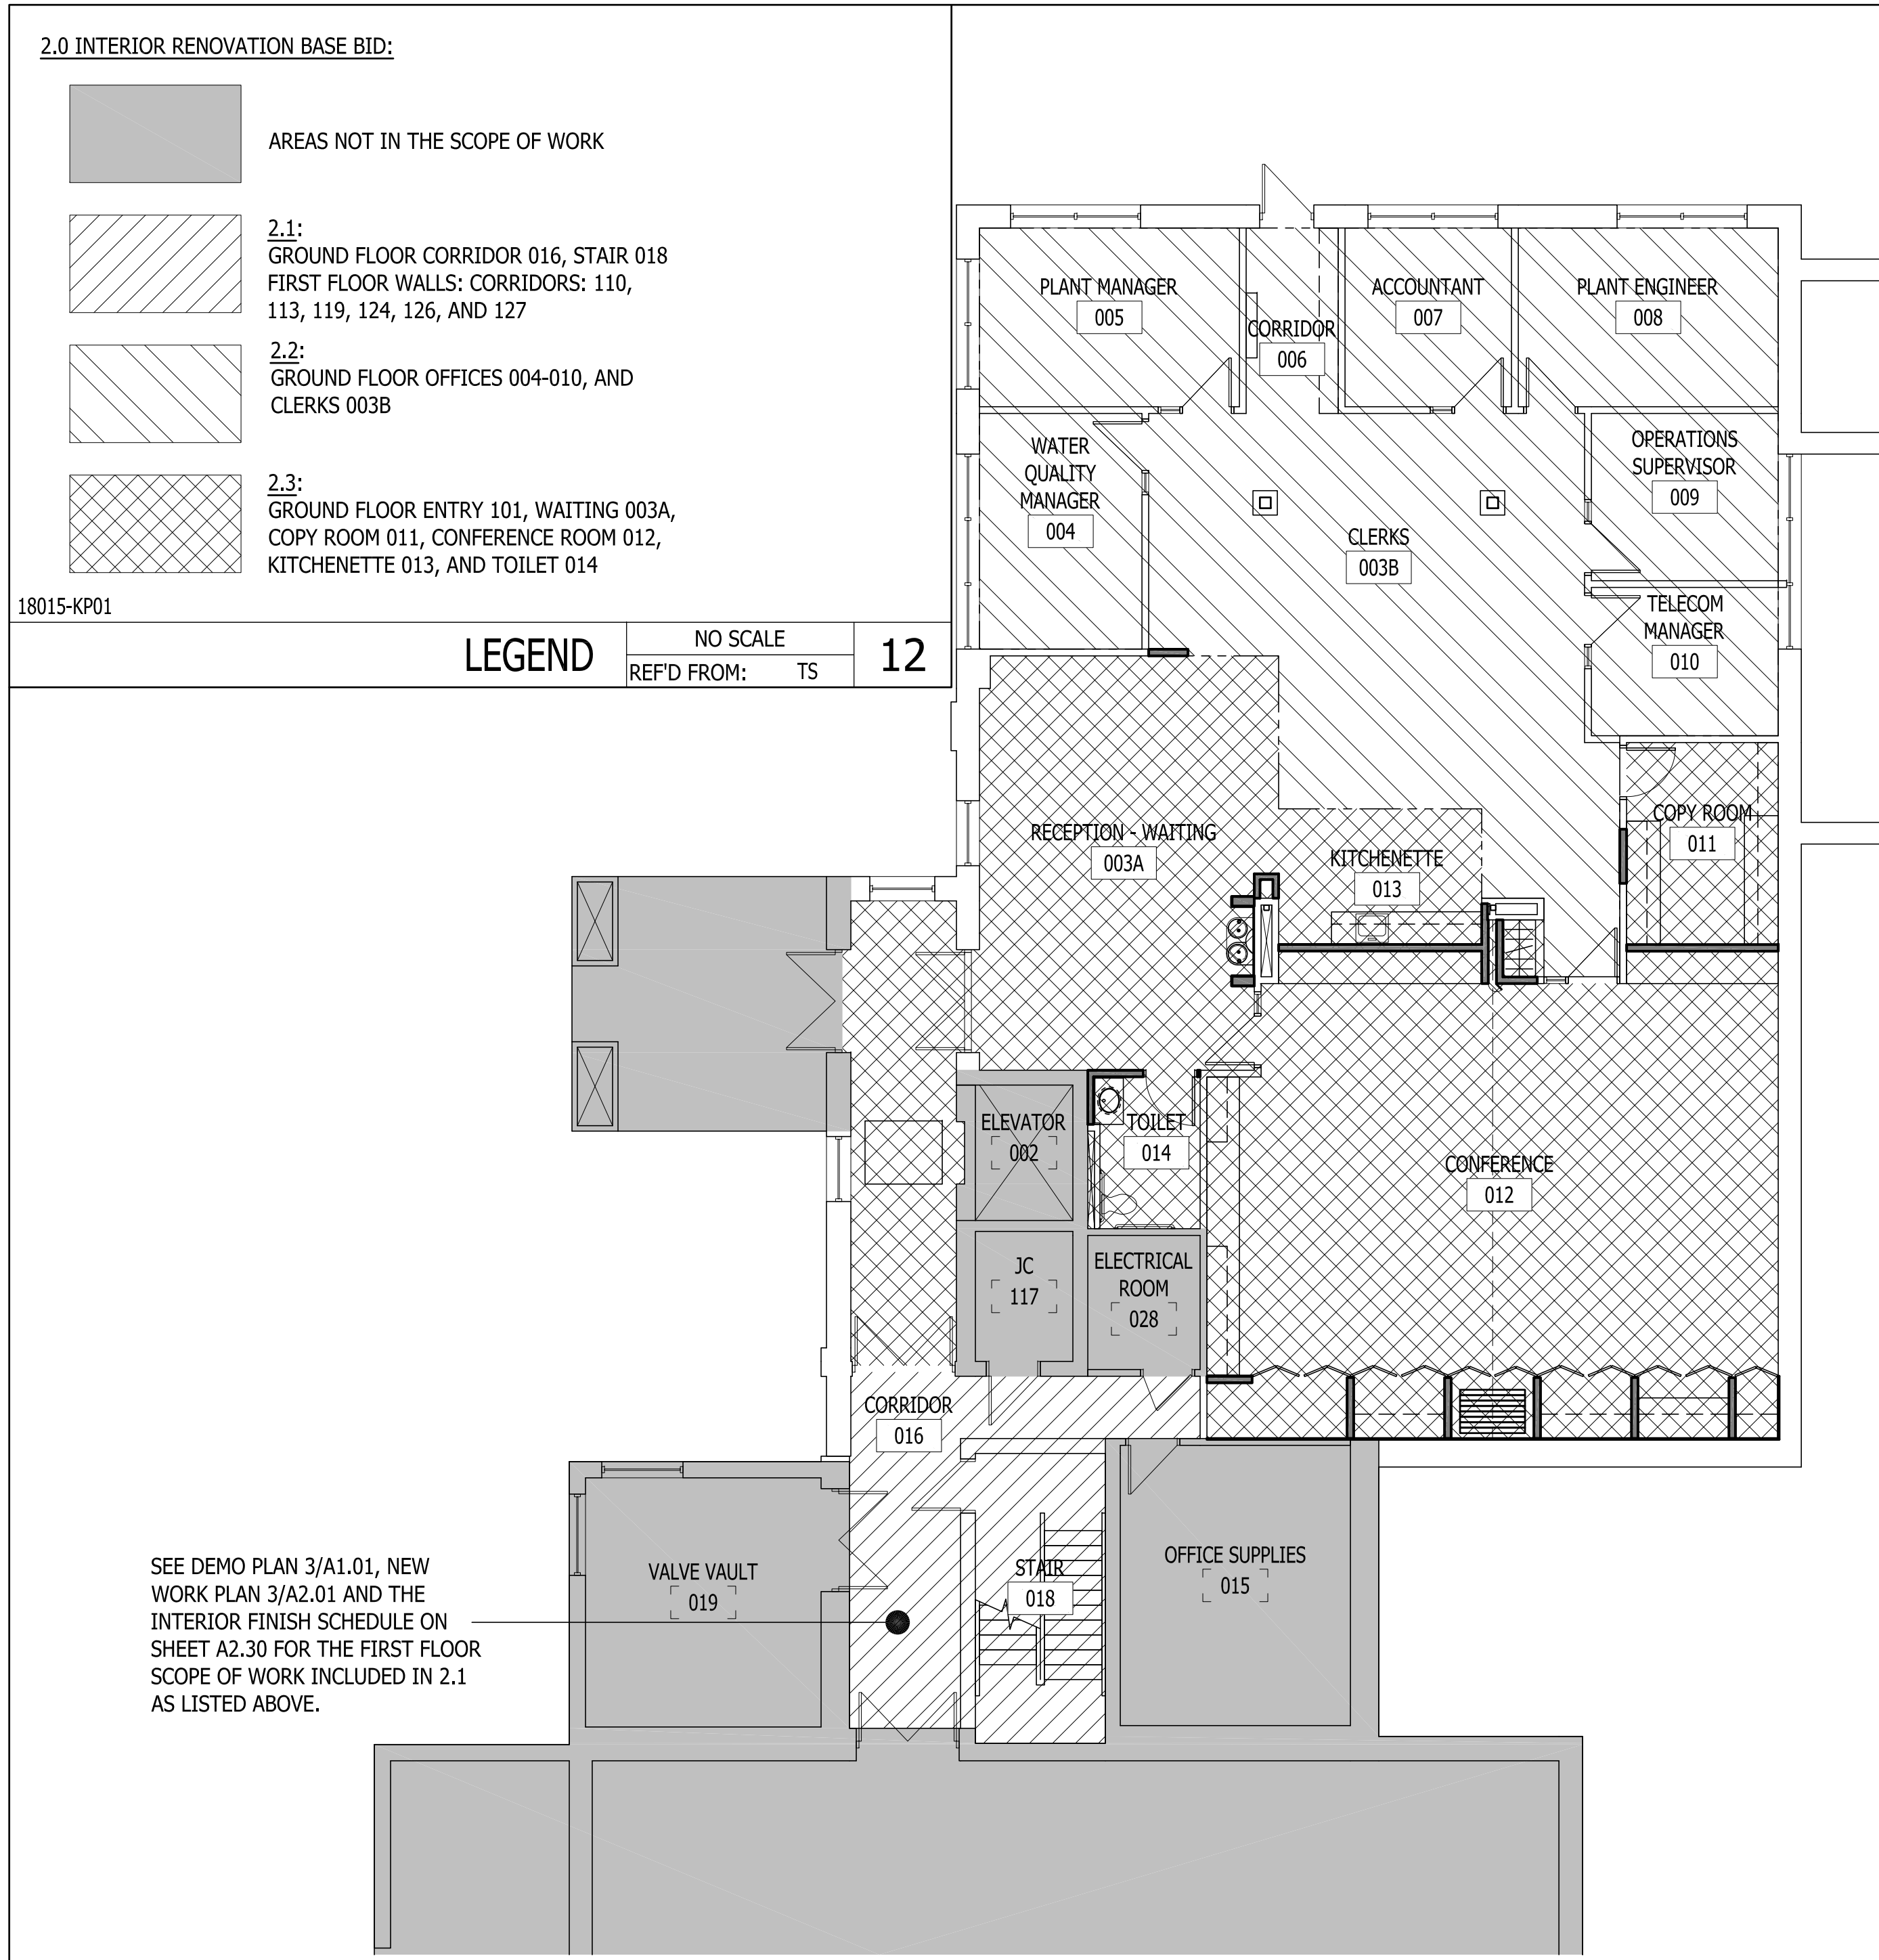 2.0 INTERIOR RENOVATION BASE BID:
AREAS NOT IN THE SCOPE OF WORK
2.1:
GROUND FLOOR CORRIDOR 016, STAIR 018
FIRST FLOOR WALLS: CORRIDORS: 110,
113, 119, 124, 126, AND 127
2.2:
GROUND FLOOR OFFICES 004-010, AND
CLERKS 003B
2.3:
GROUND FLOOR ENTRY 101, WAITING 003A,
COPY ROOM 011, CONFERENCE ROOM 012,
KITCHENETTE 013, AND TOILET 014
18015-KP01
LEGEND
NO SCALE
REF'D FROM: TS
12
PLANT MANAGER
005
CORRIDOR
006
ACCOUNTANT
007
PLANT ENGINEER
008
WATER
QUALITY
MANAGER
004
CLERKS
003B
OPERATIONS
SUPERVISOR
009
TELECOM
MANAGER
010
RECEPTION - WAITING
003A
KITCHENETTE
013
COPY ROOM
011
ELEVATOR
002
TOILET
014
CONFERENCE
012
JC
117
ELECTRICAL
ROOM
028
CORRIDOR
016
VALVE VAULT
019
STAIR
018
OFFICE SUPPLIES
015
SEE DEMO PLAN 3/A1.01, NEW
WORK PLAN 3/A2.01 AND THE
INTERIOR FINISH SCHEDULE ON
SHEET A2.30 FOR THE FIRST FLOOR
SCOPE OF WORK INCLUDED IN 2.1
AS LISTED ABOVE.